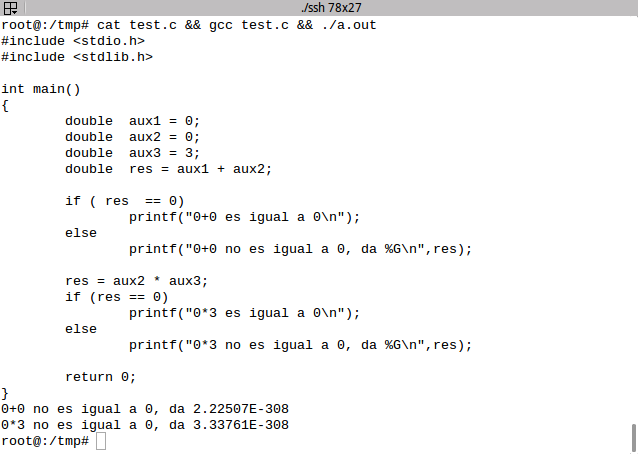 ./ssh 78x27
root@:/tmp# cat test.c && gcc test.c && ./a.out
#include <stdio.h>
#include <stdlib.h>

int main()
{
        double  aux1 = 0;
        double  aux2 = 0;
        double  aux3 = 3;
        double  res = aux1 + aux2;

        if ( res  == 0)
                printf("0+0 es igual a 0\n");
        else
                printf("0+0 no es igual a 0, da %G\n",res);

        res = aux2 * aux3;
        if (res == 0)
                printf("0*3 es igual a 0\n");
        else
                printf("0*3 no es igual a 0, da %G\n",res);

        return 0;
}
0+0 no es igual a 0, da 2.22507E-308
0*3 no es igual a 0, da 3.33761E-308
root@:/tmp#